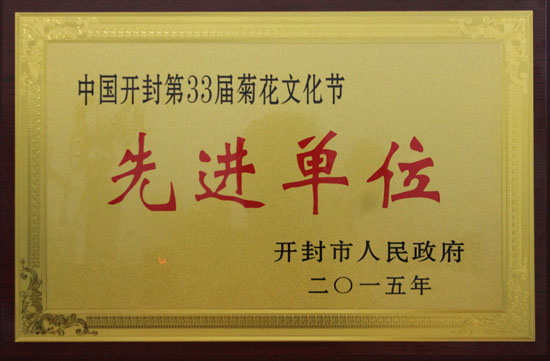 中国开封第33届菊花文化节
先进单位
开封市人民政府
二〇一五年